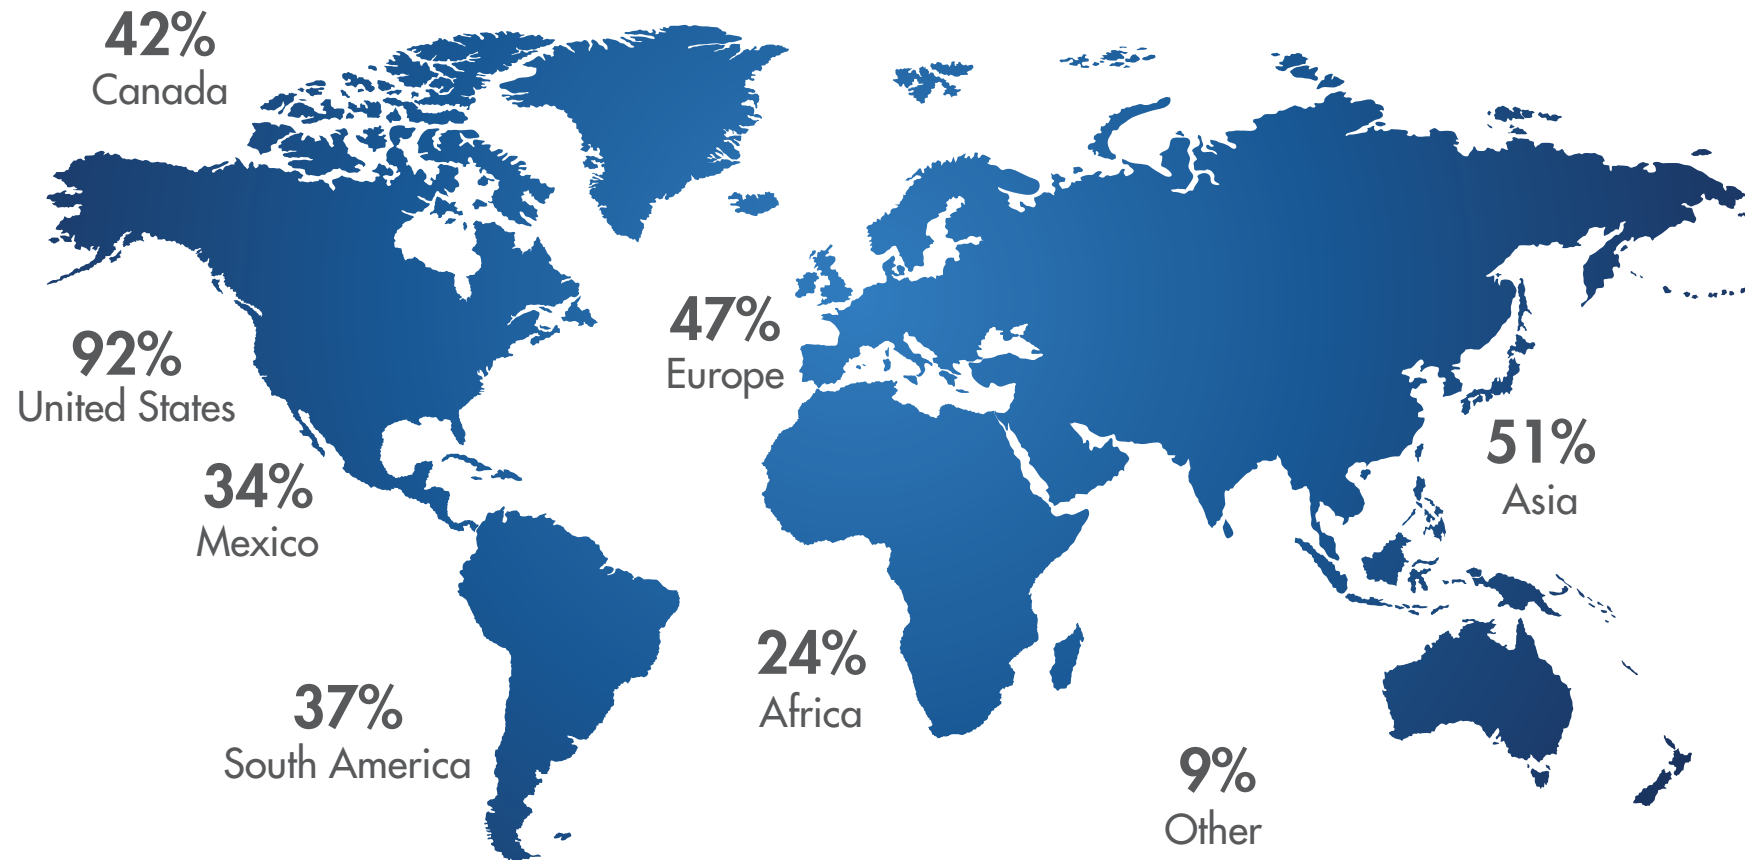 42%
Canada
92%
United States
34%
Mexico
37%
South America
47%
Europe
24%
Africa
51%
Asia
9%
Other